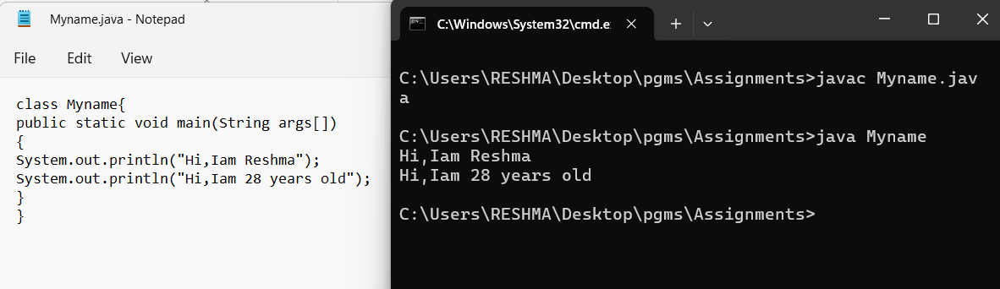 Myname.java - Notepad
File Edit View
class Myname{
public static void main(String args[])
{
System.out.println("Hi,Iam Reshma");
System.out.println("Hi,Iam 28 years old");
}
}
C:\Windows\System32\cmd.e
C:\Users\RESHMA\Desktop\pgms\Assignments>javac Myname.jav
a
C:\Users\RESHMA\Desktop\pgms\Assignments>java Myname
Hi,Iam Reshma
Hi,Iam 28 years old
C:\Users\RESHMA\Desktop\pgms\Assignments>